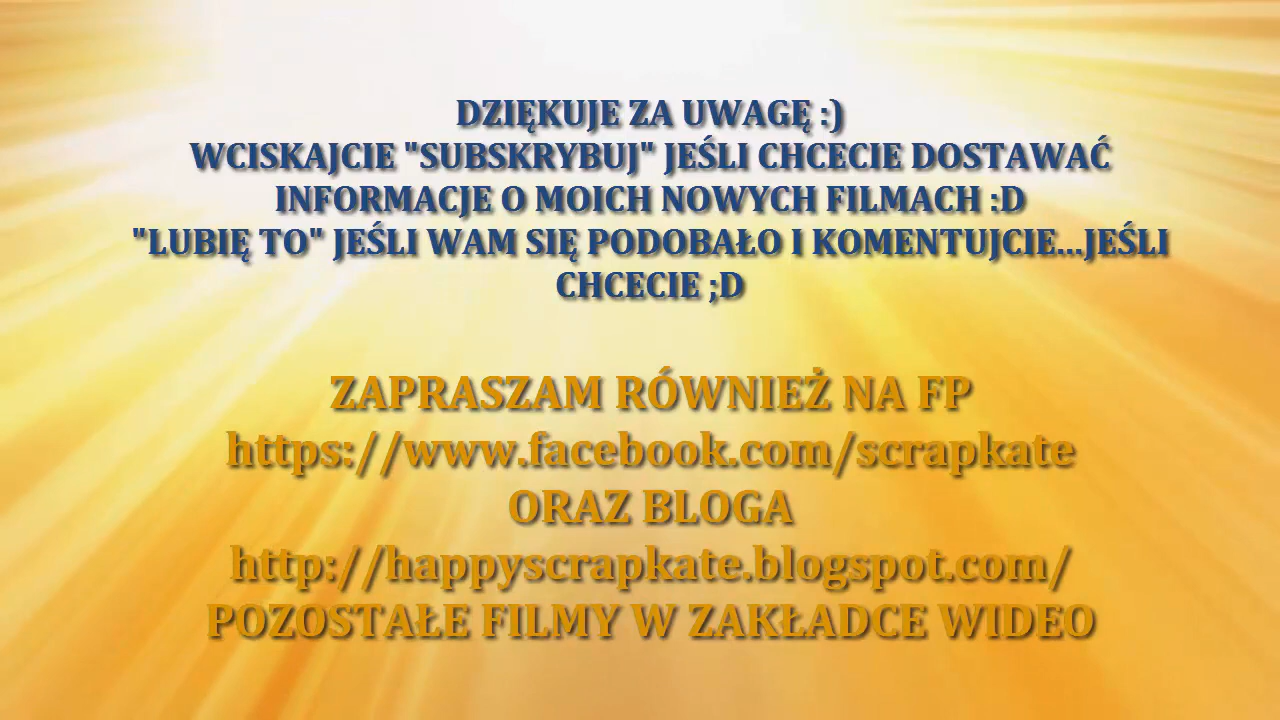 DZIĘKUJE ZA UWAGĘ :)
WCISKAJCIE "SUBSKRYBUJ" JEŚLI CHCECIE DOSTAWAĆ
INFORMACJE O MOICH NOWYCH FILMACH :D
"LUBIĘ TO" JEŚLI WAM SIĘ PODOBAŁO I KOMENTUJCIE...JEŚLI
CHCECIE ;D
ZAPRASZAM RÓWNIEŻ NA FP
https://www.facebook.com/scrapkate
ORAZ BLOGA
http://happyscrapkate.blogspot.com/
POZOSTAŁE FILMY W ZAKŁADCE WIDEO